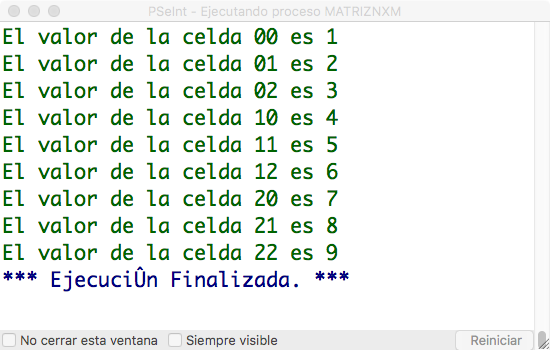 PSeInt - Ejecutando proceso MATRIZNXM
El valor de la celda 00 es 1
El valor de la celda 01 es 2
El valor de la celda 02 es 3
El valor de la celda 10 es 4
El valor de la celda 11 es 5
El valor de la celda 12 es 6
El valor de la celda 20 es 7
El valor de la celda 21 es 8
El valor de la celda 22 es 9
*** EjecuciÛn Finalizada. ***
No cerrar esta ventana Siempre visible Reiniciar